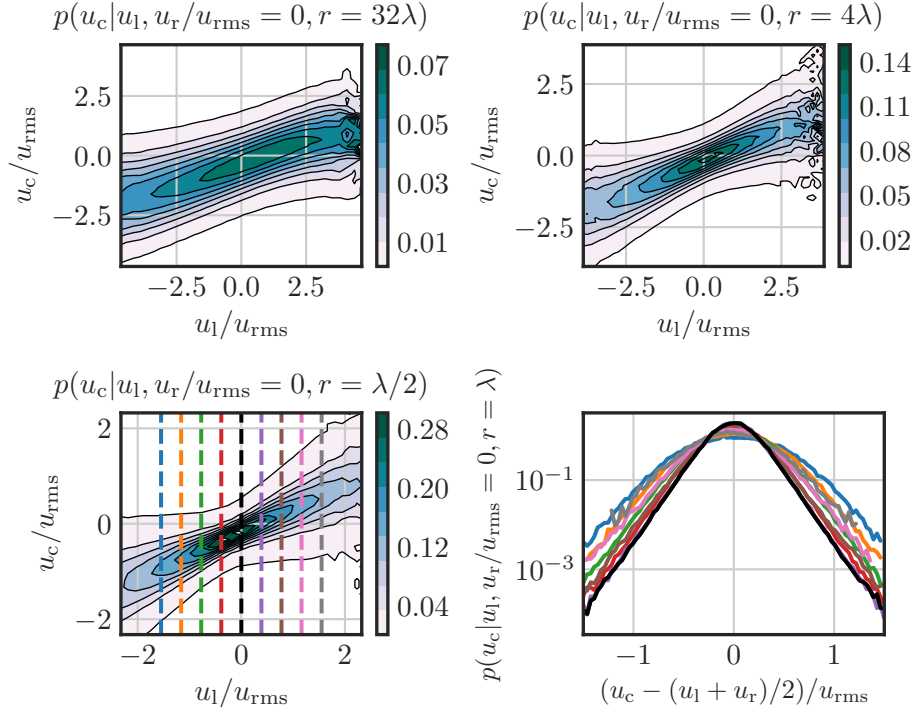 p(u_c|u_l, u_r/u_rms = 0, r = 32λ)
2.5
0.0
−2.5
u_c/u_rms
−2.5 0.0 2.5
u_l/u_rms
0.07
0.05
0.03
0.01
p(u_c|u_l, u_r/u_rms = 0, r = 4λ)
2.5
0.0
−2.5
u_c/u_rms
−2.5 0.0 2.5
u_l/u_rms
0.14
0.11
0.08
0.05
0.02
p(u_c|u_l, u_r/u_rms = 0, r = λ/2)
2
0
−2
u_c/u_rms
−2 −1 0 1 2
u_l/u_rms
0.28
0.20
0.12
0.04
p(u_c|u_l, u_r/u_rms = 0, r = λ)
10^−1
10^−3
−1 0 1
(u_c − (u_l + u_r)/2)/u_rms